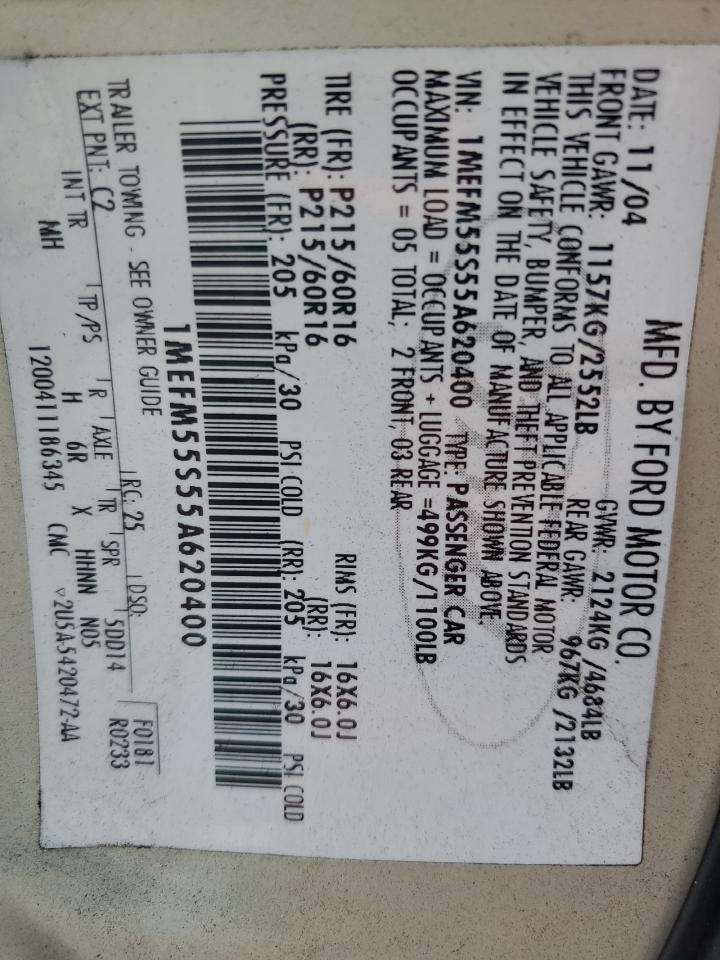 MFD. BY FORD MOTOR CO.
DATE: 11/04 GVWR: 2124KG /4684LB
FRONT GAWR: 1157KG/2552LB REAR GAWR: 967KG /2132LB
THIS VEHICLE CONFORMS TO ALL APPLICABLE FEDERAL MOTOR
VEHICLE SAFETY, BUMPER, AND THEFT PREVENTION STANDARDS
IN EFFECT ON THE DATE OF MANUFACTURE SHOWN ABOVE.
VIN: 1MEFM55S55A620400 TYPE: PASSENGER CAR
MAXIMUM LOAD = OCCUPANTS + LUGGAGE =499KG/1100LB
OCCUPANTS = 05 TOTAL; 2 FRONT, 03 REAR
TIRE (FR): P215/60R16 RIMS (FR): 16X6.0J
(RR): P215/60R16 (RR): 16X6.0J
PRESSURE (FR): 205 kPa/30 PSI COLD (RR): 205 kPa/30 PSI COLD
1MEFM55S55A620400
TRAILER TOWING - SEE OWNER GUIDE
F0181
EXT PNT: C2 RC: 25 DSO: R0233
INT TR TP/PS R AXLE TR SPR 5DD14
MH H 6R X HHNN N05
1200411186345 CMC ▽2U5A-5420472-AA